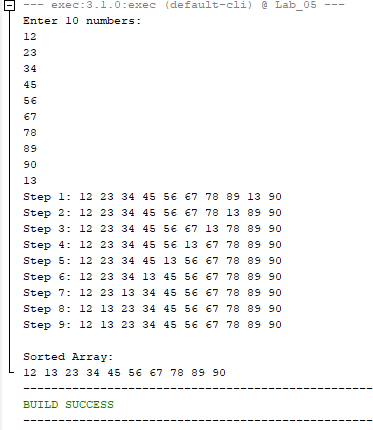 --- exec:3.1.0:exec (default-cli) @ Lab_05 ---
Enter 10 numbers:
12
23
34
45
56
67
78
89
90
13
Step 1: 12 23 34 45 56 67 78 89 13 90
Step 2: 12 23 34 45 56 67 78 13 89 90
Step 3: 12 23 34 45 56 67 13 78 89 90
Step 4: 12 23 34 45 56 13 67 78 89 90
Step 5: 12 23 34 45 13 56 67 78 89 90
Step 6: 12 23 34 13 45 56 67 78 89 90
Step 7: 12 23 13 34 45 56 67 78 89 90
Step 8: 12 13 23 34 45 56 67 78 89 90
Step 9: 12 13 23 34 45 56 67 78 89 90
Sorted Array:
12 13 23 34 45 56 67 78 89 90
------------------------------------------------
BUILD SUCCESS
------------------------------------------------